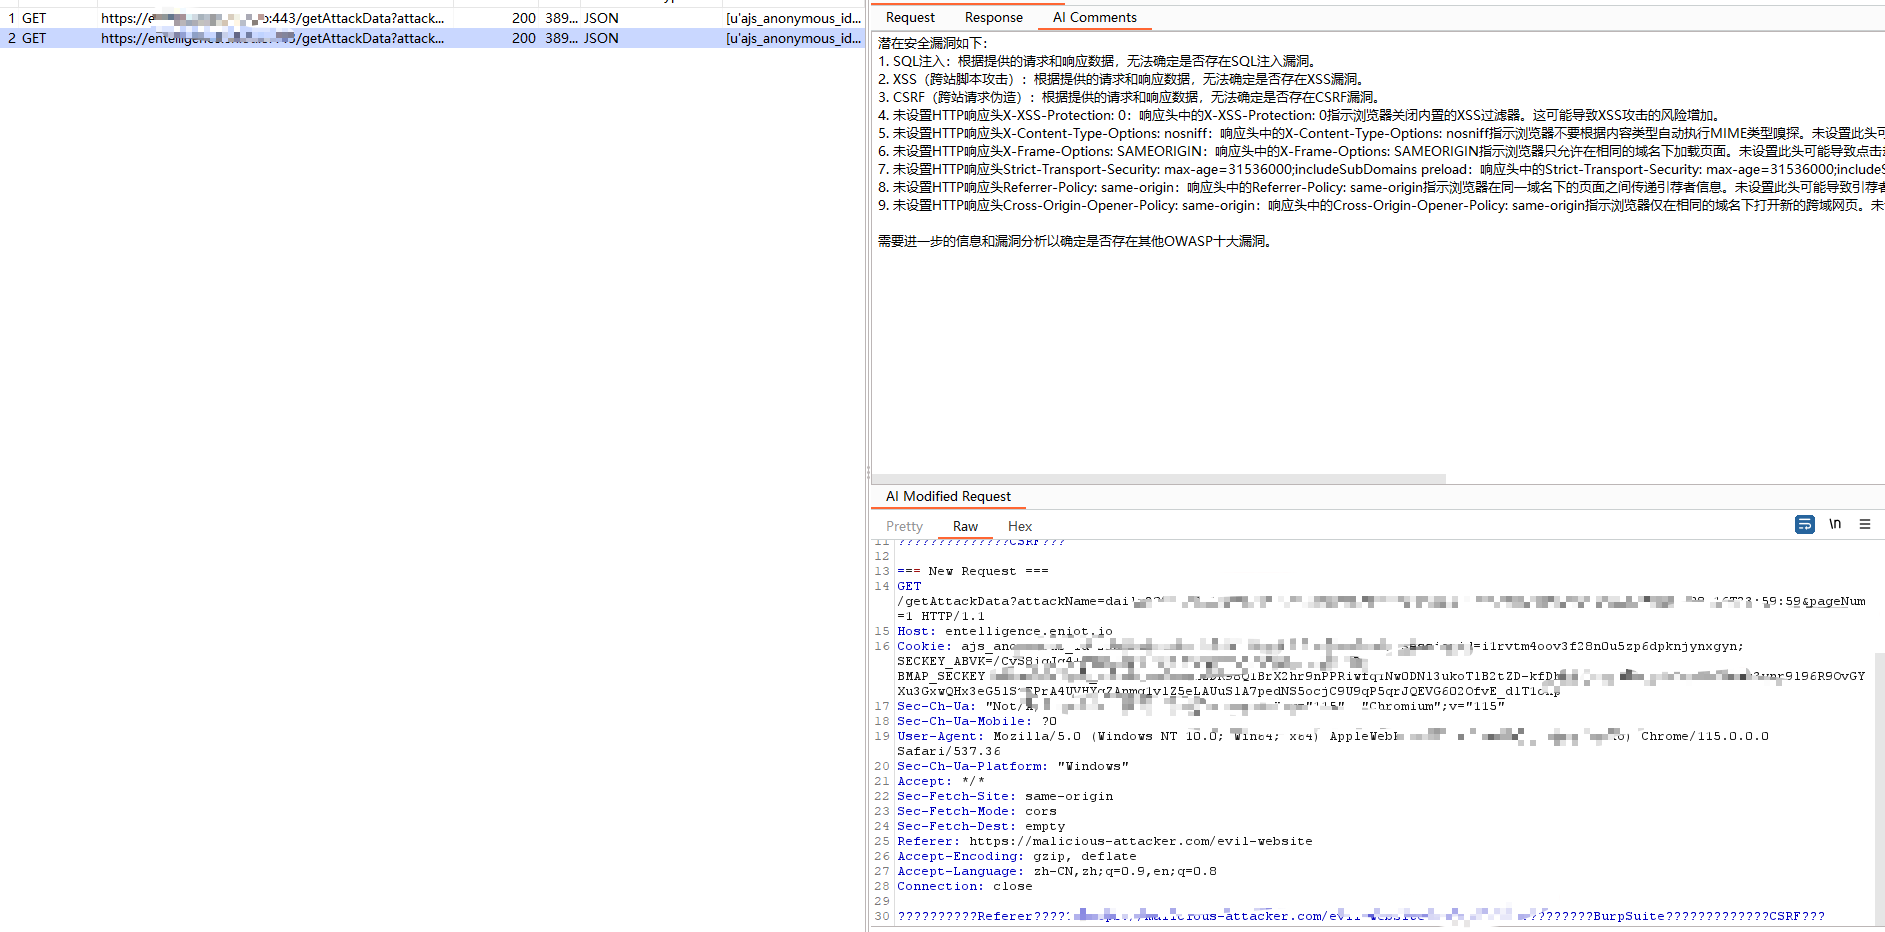 1 GET https:// :443/getAttackData?attack... 200 389... JSON [u'ajs_anonymous_id...
2 GET https://entelligence /getAttackData?attack... 200 389... JSON [u'ajs_anonymous_id...
Request Response AI Comments
潜在安全漏洞如下：
1. SQL注入：根据提供的请求和响应数据，无法确定是否存在SQL注入漏洞。
2. XSS（跨站脚本攻击）：根据提供的请求和响应数据，无法确定是否存在XSS漏洞。
3. CSRF（跨站请求伪造）：根据提供的请求和响应数据，无法确定是否存在CSRF漏洞。
4. 未设置HTTP响应头X-XSS-Protection: 0：响应头中的X-XSS-Protection: 0指示浏览器关闭内置的XSS过滤器。这可能导致XSS攻击的风险增加。
5. 未设置HTTP响应头X-Content-Type-Options: nosniff：响应头中的X-Content-Type-Options: nosniff指示浏览器不要根据内容类型自动执行MIME类型嗅探。未设置此头可
6. 未设置HTTP响应头X-Frame-Options: SAMEORIGIN：响应头中的X-Frame-Options: SAMEORIGIN指示浏览器只允许在相同的域名下加载页面。未设置此头可能导致点击
7. 未设置HTTP响应头Strict-Transport-Security: max-age=31536000;includeSubDomains preload：响应头中的Strict-Transport-Security: max-age=31536000;includeS
8. 未设置HTTP响应头Referrer-Policy: same-origin：响应头中的Referrer-Policy: same-origin指示浏览器在同一域名下的页面之间传递引荐者信息。未设置此头可能导致引荐者
9. 未设置HTTP响应头Cross-Origin-Opener-Policy: same-origin：响应头中的Cross-Origin-Opener-Policy: same-origin指示浏览器仅在相同的域名下打开新的跨域网页。未
需要进一步的信息和漏洞分析以确定是否存在其他OWASP十大漏洞。
AI Modified Request
Pretty Raw Hex \n
11 ??????????????CSRF???
12
13 === New Request ===
14 GET
/getAttackData?attackName= T23:59:59&pageNum
=1 HTTP/1.1
15 Host: entelligence.eniot.io
16 Cookie: =i1rvtm4oov3f28n0u5zp6dpknjynxgyn;
SECKEY_ABVK=
BMAP_SECKEY
17 Sec-Ch-Ua: "Chromium";v="115"
18 Sec-Ch-Ua-Mobile: ?0
19 User-Agent: Mozilla/5.0 (Windows NT 10.0; Win64; x64) Chrome/115.0.0.0
Safari/537.36
20 Sec-Ch-Ua-Platform: "Windows"
21 Accept: */*
22 Sec-Fetch-Site: same-origin
23 Sec-Fetch-Mode: cors
24 Sec-Fetch-Dest: empty
25 Referer: https://malicious-attacker.com/evil-website
26 Accept-Encoding: gzip, deflate
27 Accept-Language: zh-CN,zh;q=0.9,en;q=0.8
28 Connection: close
29
30 ??????????Referer????? malicious-attacker.com/evil-website ????????BurpSuite?????????????CSRF???